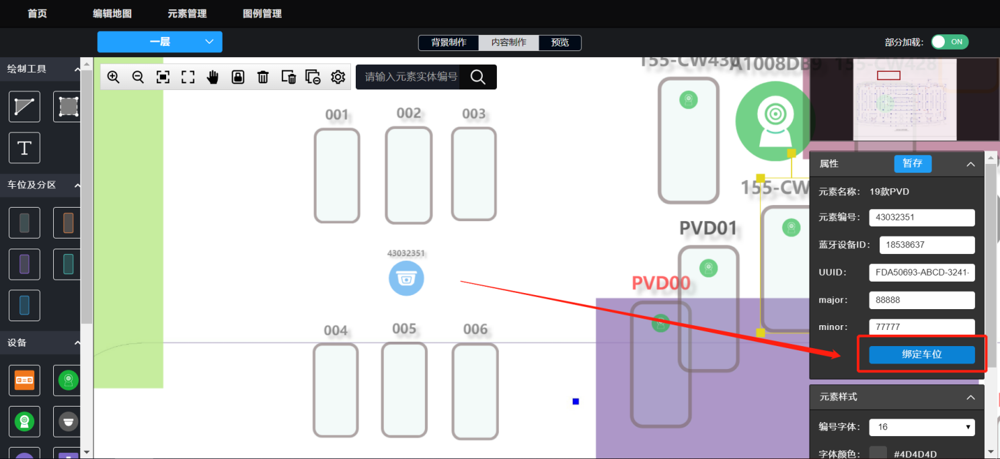 首页 编辑地图 元素管理 图例管理
一层
背景制作 内容制作 预览
部分加载： ON
绘制工具
请输入元素实体编号
155-CW430
A1008DB9
155-CW428
001 002 003
T
属性 暂存
车位及分区
155-CW
元素名称： 19款PVD
元素编号： 43032351
PVD01
蓝牙设备ID： 18538637
43032351
UUID： FDA50693-ABCD-3241-
PVD00
major： 88888
minor： 77777
004 005 006
设备
绑定车位
元素样式
编号字体： 16
字体颜色： #4D4D4D